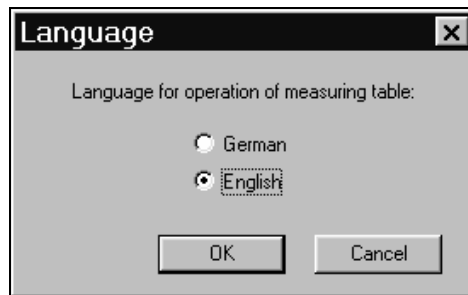 Language
Language for operation of measuring table:
German
English
OK
Cancel